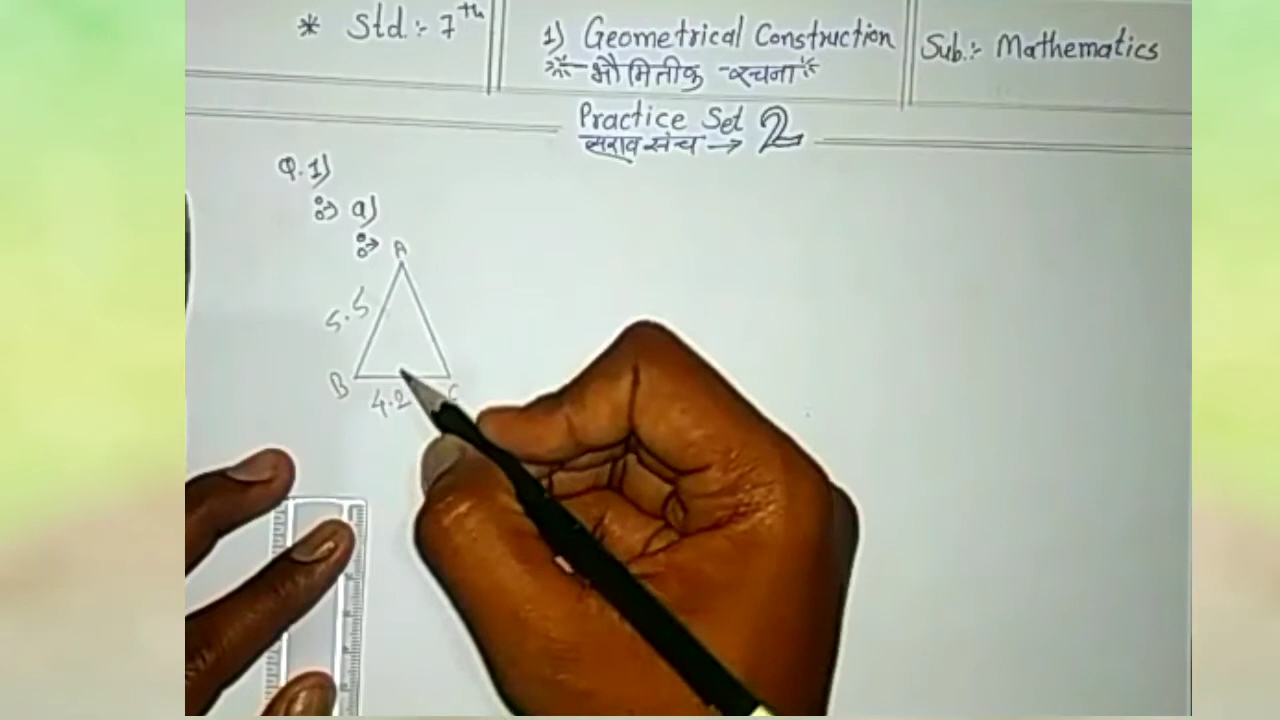 * Std :- 7th
1) Geometrical Construction
भौमितीक रचना
Sub. :- Mathematics
Practice Set 2
सराव संच → 
Q. 1)
a)
A
5.5
B
C
4.2